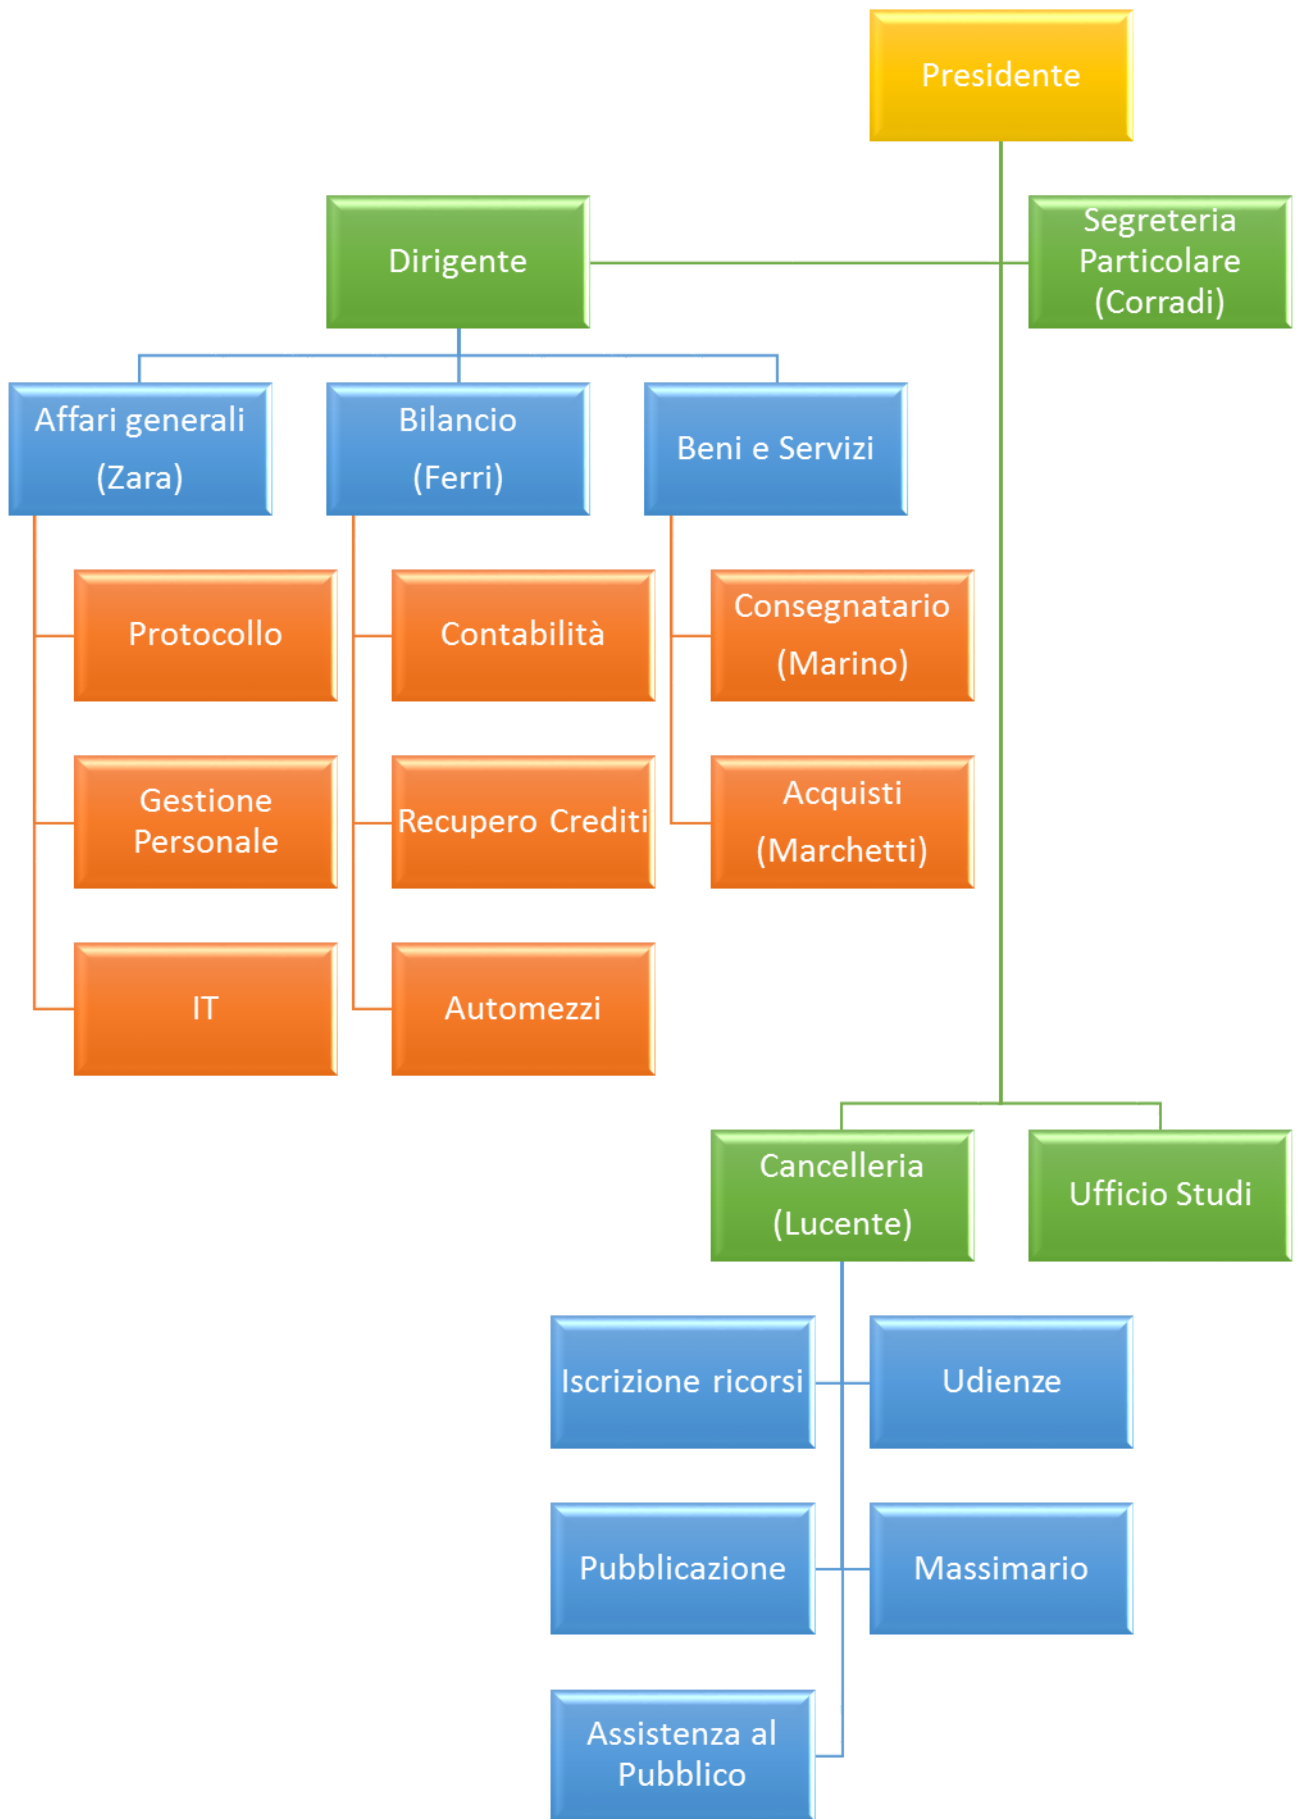 Presidente
Dirigente
Segreteria
Particolare
(Corradi)
Affari generali
(Zara)
Bilancio
(Ferri)
Beni e Servizi
Protocollo
Contabilità
Consegnatario
(Marino)
Gestione
Personale
Recupero Crediti
Acquisti
(Marchetti)
IT
Automezzi
Cancelleria
(Lucente)
Ufficio Studi
Iscrizione ricorsi
Udienze
Pubblicazione
Massimario
Assistenza al
Pubblico